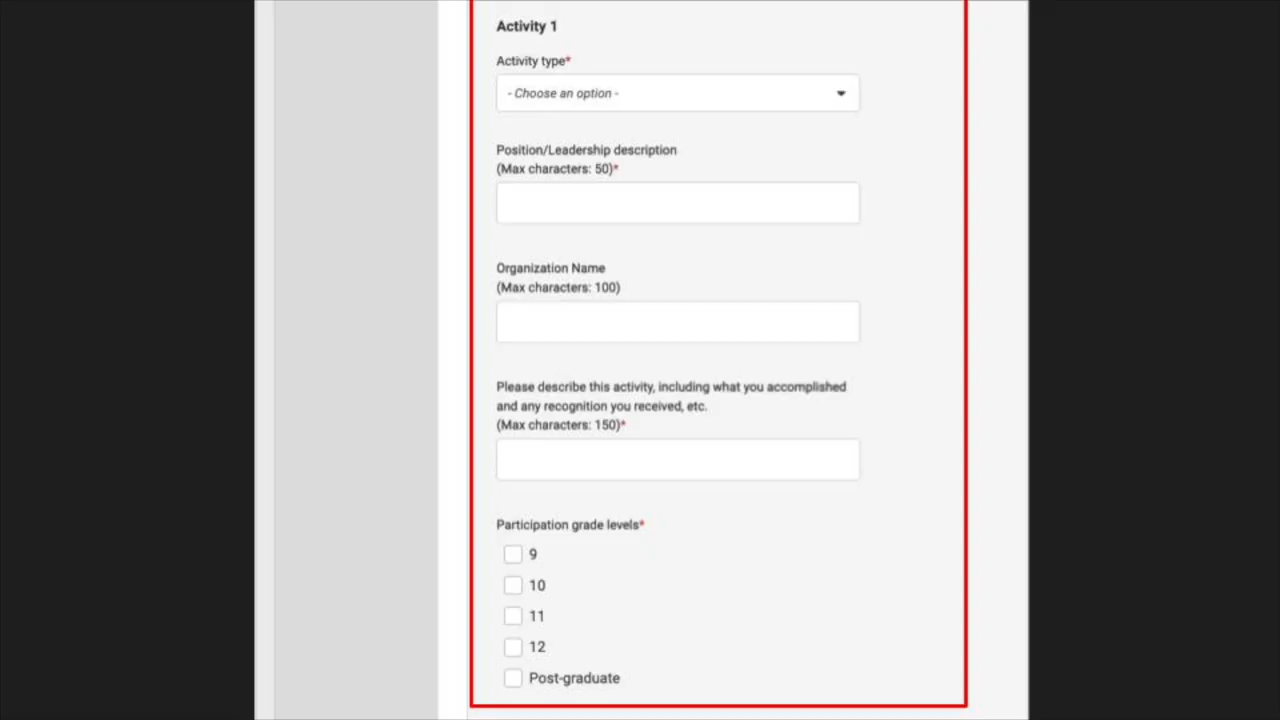 Activity 1
Activity type*
- Choose an option -
Position/Leadership description
(Max characters: 50)*
Organization Name
(Max characters: 100)
Please describe this activity, including what you accomplished
and any recognition you received, etc.
(Max characters: 150)*
Participation grade levels*
9
10
11
12
Post-graduate